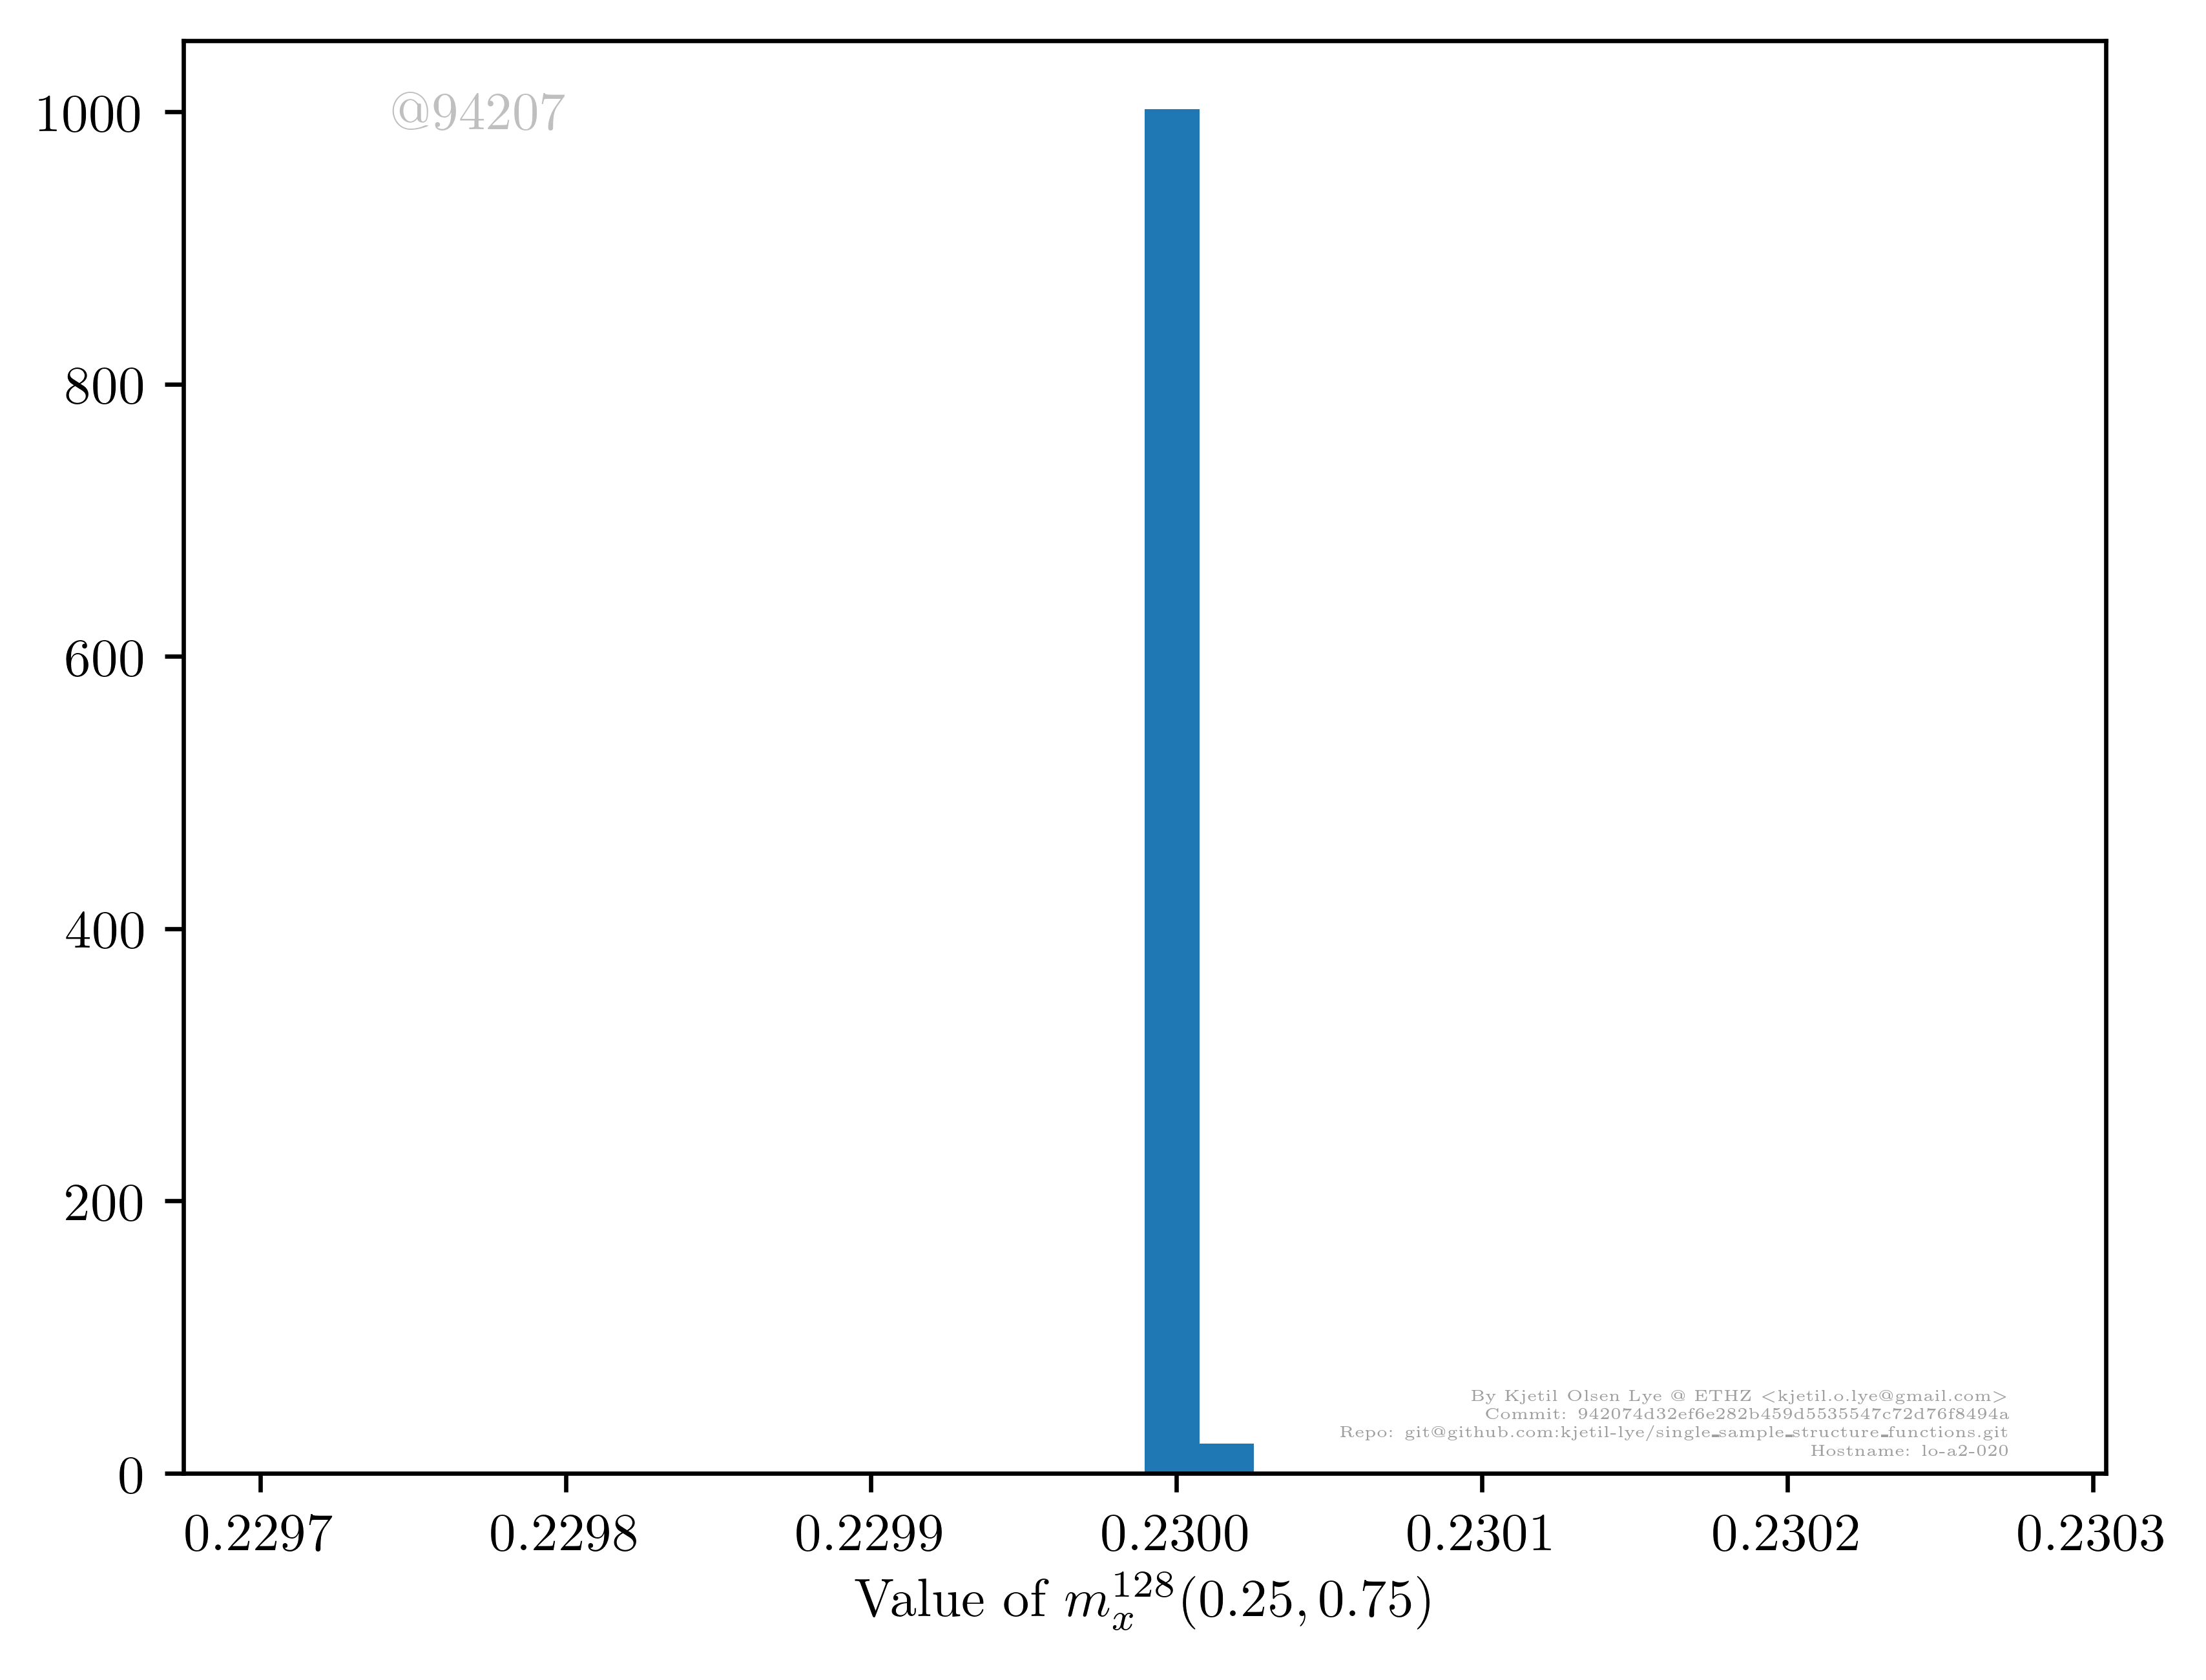 @94207
1000
800
600
400
200
0
By Kjetil Olsen Lye @ ETHZ <kjetil.o.lye@gmail.com>
Commit: 942074d32ef6e282b459d5535547c72d76f8494a
Repo: git@github.com:kjetil-lye/single_sample_structure_functions.git
Hostname: lo-a2-020
0.2297 0.2298 0.2299 0.2300 0.2301 0.2302 0.2303
Value of $m_x^{128}(0.25, 0.75)$